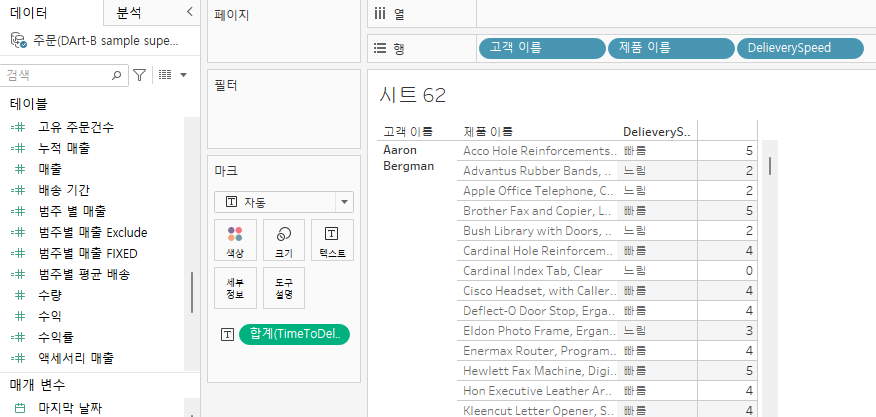 데이터
분석
주문(DArt-B sample supe...
검색
테이블
고유 주문건수
누적 매출
매출
배송 기간
범주 별 매출
범주별 매출 Exclude
범주별 매출 FIXED
범주별 평균 배송
수량
수익
수익률
액세서리 매출
매개 변수
마지막 날짜
페이지
필터
마크
자동
색상
크기
텍스트
세부
정보
도구
설명
합계(TimeToDel..
열
행
고객 이름
제품 이름
DelieverySpeed
시트 62
고객 이름 제품 이름 DelieveryS..
Aaron
Bergman
Acco Hole Reinforcements.. 빠름 5
Advantus Rubber Bands, .. 느림 2
Apple Office Telephone, C.. 느림 2
Brother Fax and Copier, L.. 빠름 5
Bush Library with Doors, .. 느림 2
Cardinal Hole Reinforcem.. 빠름 4
Cardinal Index Tab, Clear 느림 0
Cisco Headset, with Caller.. 빠름 4
Deflect-O Door Stop, Erga.. 빠름 4
Eldon Photo Frame, Ergan.. 느림 3
Enermax Router, Program.. 빠름 4
Hewlett Fax Machine, Digi.. 빠름 5
Hon Executive Leather Ar.. 빠름 4
Kleencut Letter Opener, S.. 빠름 4